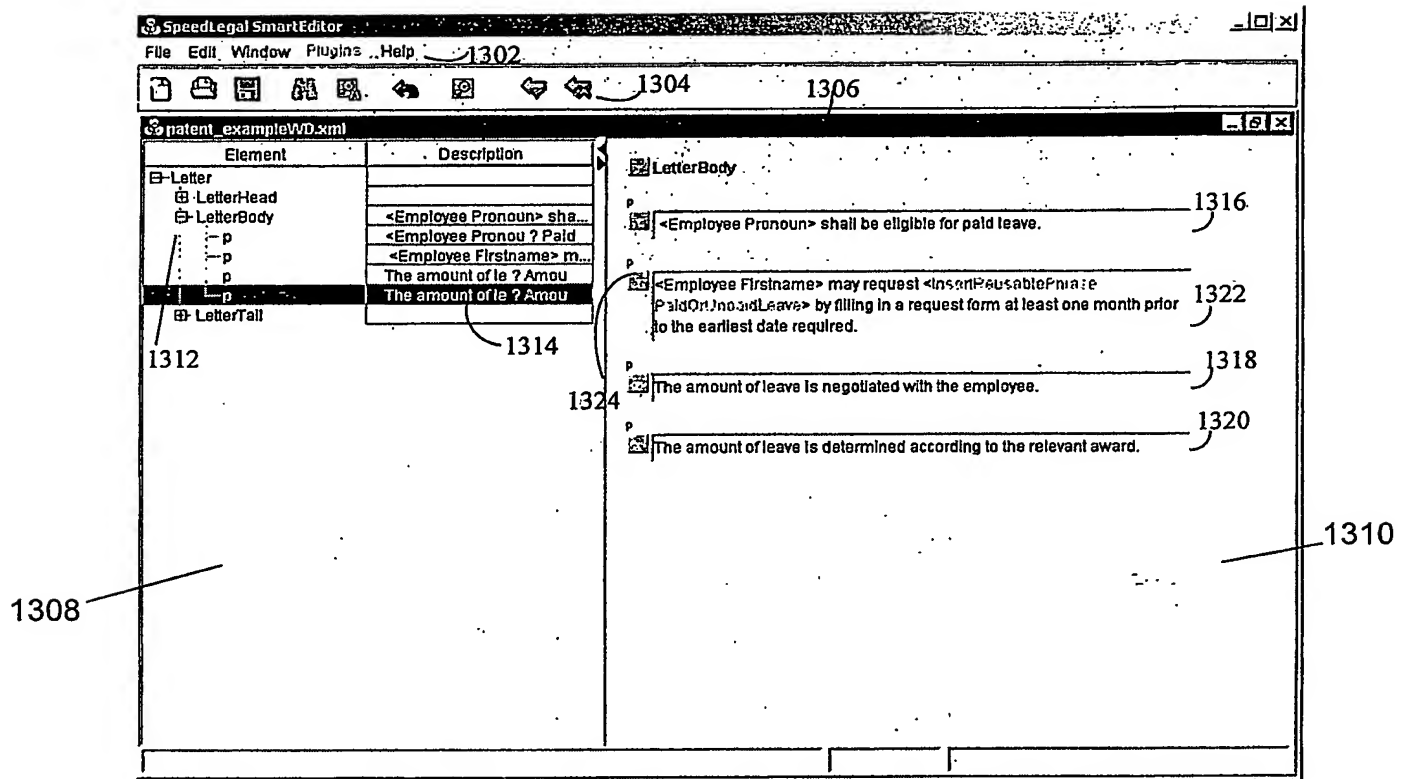 SpeedLegal SmartEditor
File Edit Window Plugins Help 1302
1304
1306
patent_exampleWD.xml
Element Description
Letter
LetterHead
LetterBody <Employee Pronoun> sha...
p <Employee Pronou ? Paid
p <Employee Firstname> m...
p The amount of le ? Amou
p The amount of le ? Amou
LetterTail
1312
1314
1308
LetterBody
p
<Employee Pronoun> shall be eligible for paid leave.
1316
p
<Employee Firstname> may request <InsertReusablePhrase
PaidOrUnpaidLeave> by filling in a request form at least one month prior
to the earliest date required.
1322
1324
p
The amount of leave is negotiated with the employee.
1318
p
The amount of leave is determined according to the relevant award.
1320
1310